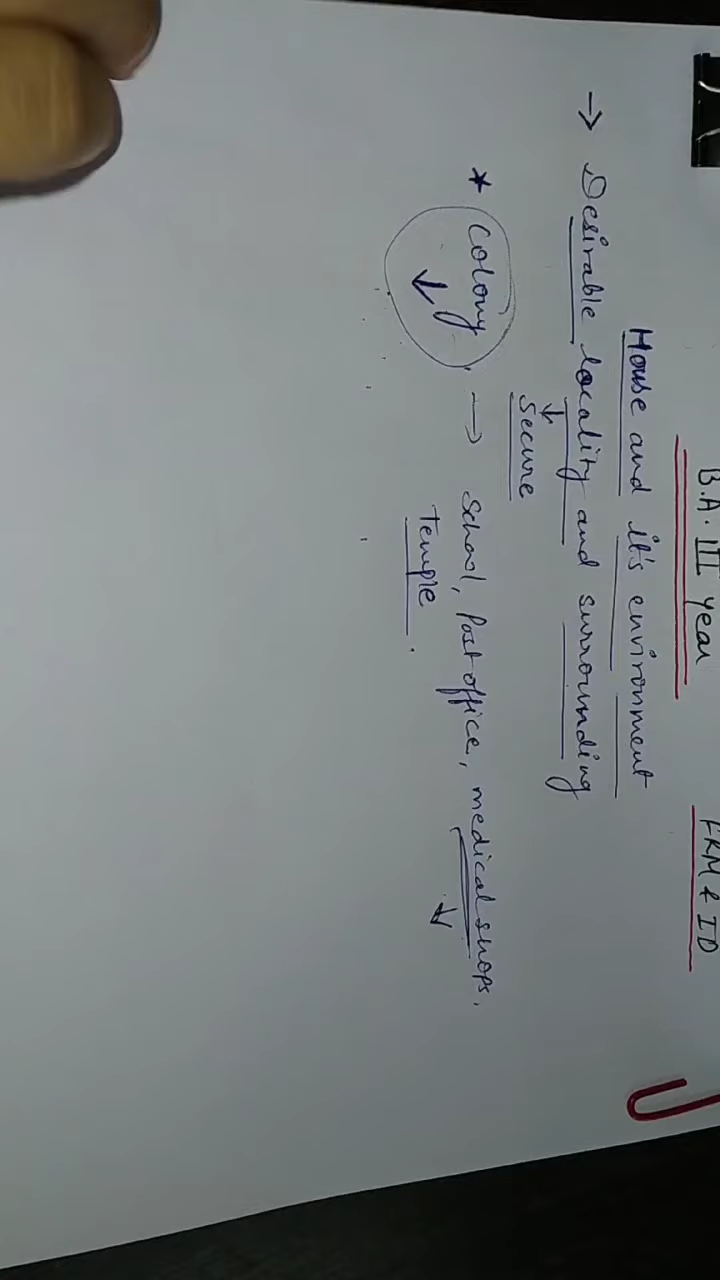 B.A. III year FRM & ID
House and it's environment
→ Desirable locality and surrounding
↓
Secure
* Colony → School, Post office, medical shops,
↓ Temple. ↓